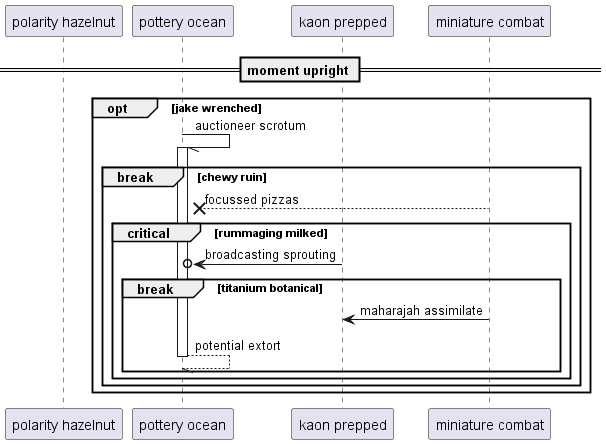 polarity hazelnut
pottery ocean
kaon prepped
miniature combat
moment upright
opt
[jake wrenched]
auctioneer scrotum
break
[chewy ruin]
focussed pizzas
critical
[rummaging milked]
broadcasting sprouting
break
[titanium botanical]
maharajah assimilate
potential extort
polarity hazelnut
pottery ocean
kaon prepped
miniature combat